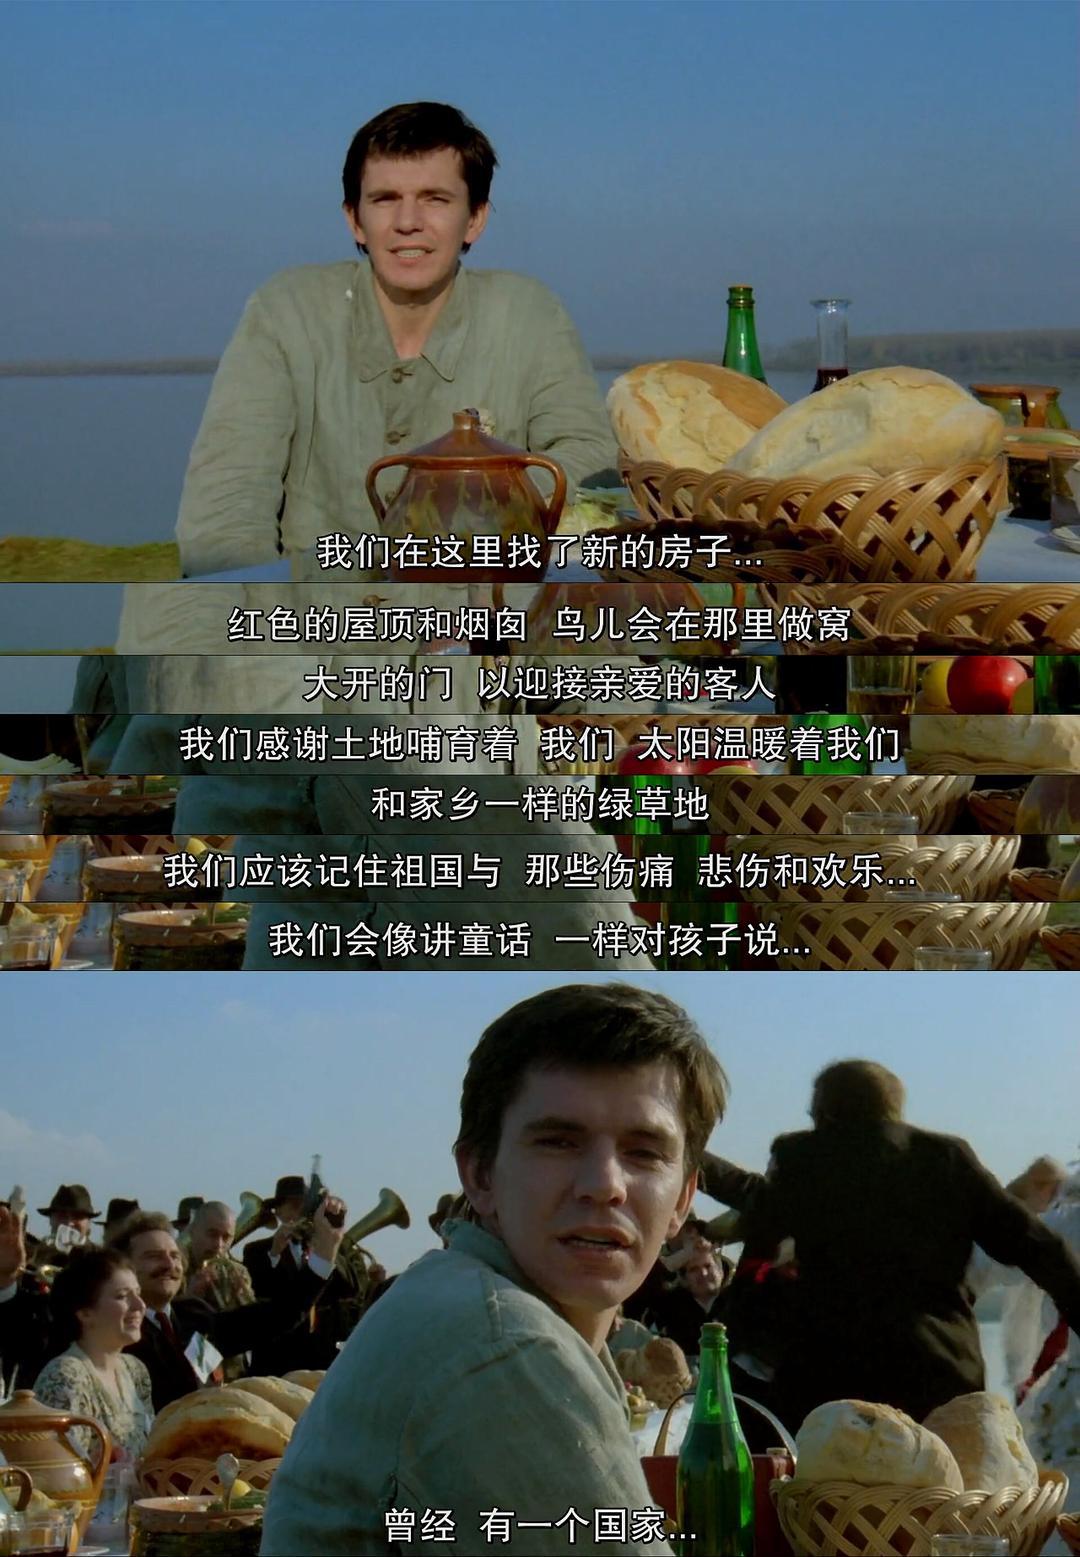 我们在这里找了新的房子...
红色的屋顶和烟囱 鸟儿会在那里做窝
大开的门 以迎接亲爱的客人
我们感谢土地哺育着 我们 太阳温暖着我们
和家乡一样的绿草地
我们应该记住祖国与 那些伤痛 悲伤和欢乐...
我们会像讲童话 一样对孩子说...
曾经 有一个国家...